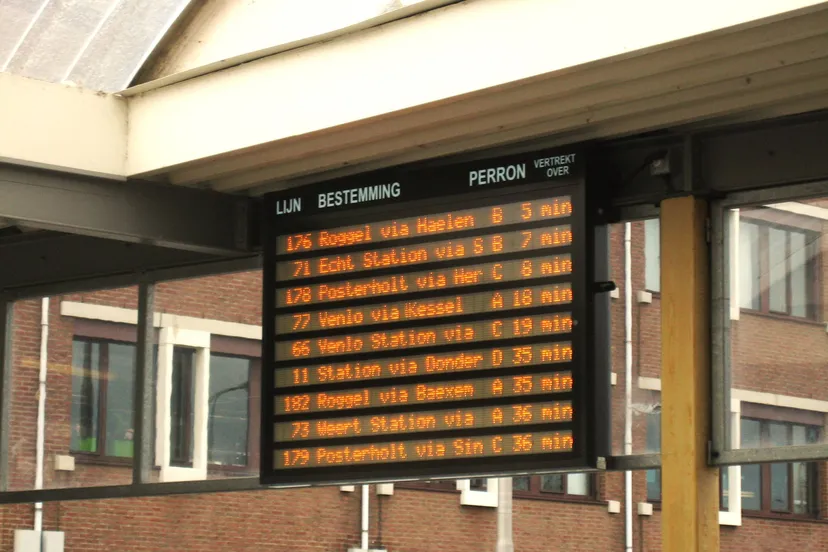 LIJN BESTEMMING PERRON VERTREKT OVER
176 Roggel via Haelen B 5 min
71 Echt Station via S B 7 min
178 Posterholt via Her C 8 min
77 Venlo via Kessel A 18 min
66 Venlo Station via C 19 min
11 Station via Donder D 35 min
182 Roggel via Baexem A 35 min
73 Weert Station via A 36 min
179 Posterholt via Sin C 36 min